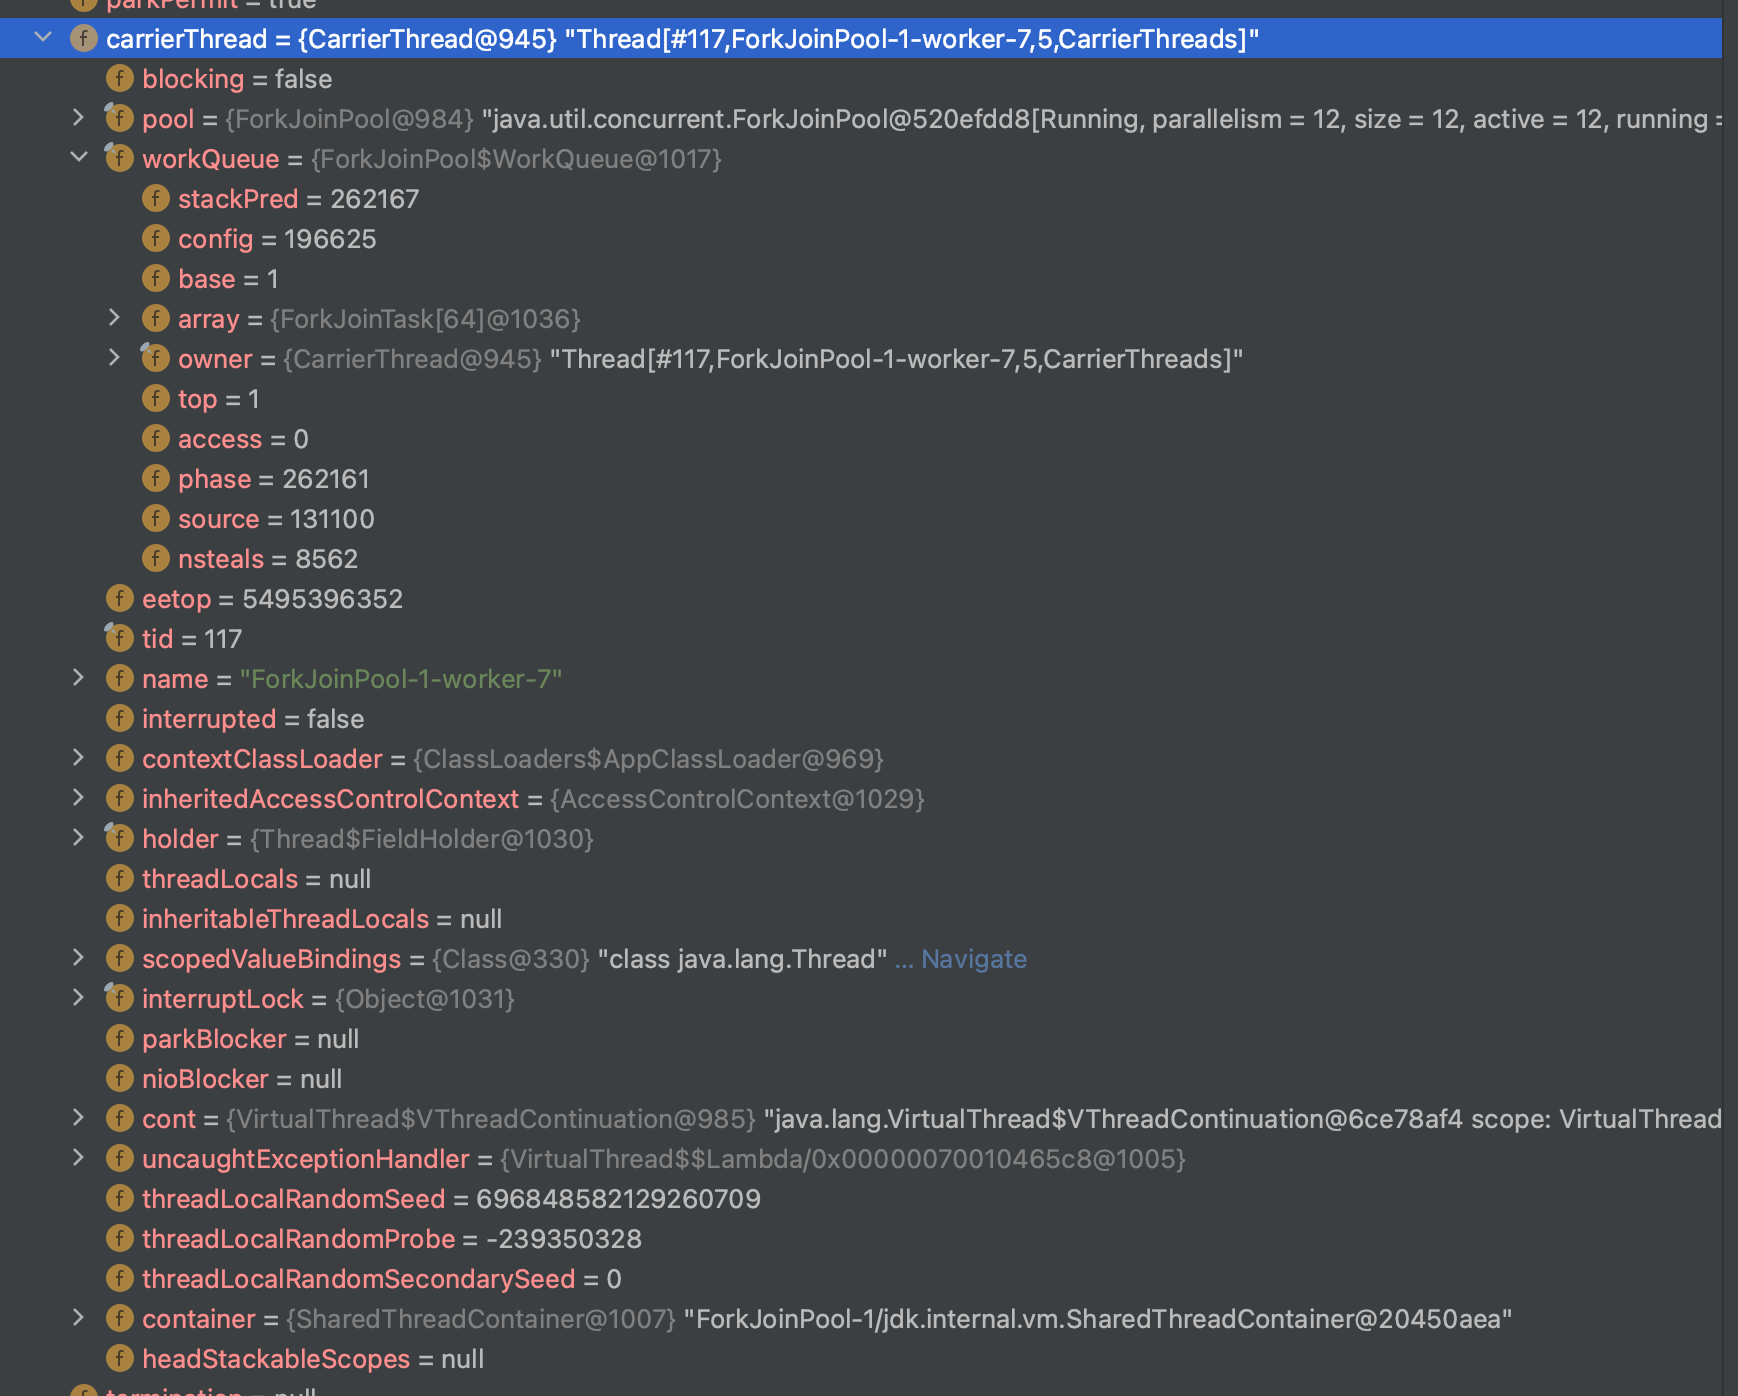 parkPermit = true
carrierThread = {CarrierThread@945} "Thread[#117,ForkJoinPool-1-worker-7,5,CarrierThreads]"
blocking = false
pool = {ForkJoinPool@984} "java.util.concurrent.ForkJoinPool@520efdd8[Running, parallelism = 12, size = 12, active = 12, running =
workQueue = {ForkJoinPool$WorkQueue@1017}
stackPred = 262167
config = 196625
base = 1
array = {ForkJoinTask[64]@1036}
owner = {CarrierThread@945} "Thread[#117,ForkJoinPool-1-worker-7,5,CarrierThreads]"
top = 1
access = 0
phase = 262161
source = 131100
nsteals = 8562
eetop = 5495396352
tid = 117
name = "ForkJoinPool-1-worker-7"
interrupted = false
contextClassLoader = {ClassLoaders$AppClassLoader@969}
inheritedAccessControlContext = {AccessControlContext@1029}
holder = {Thread$FieldHolder@1030}
threadLocals = null
inheritableThreadLocals = null
scopedValueBindings = {Class@330} "class java.lang.Thread" ... Navigate
interruptLock = {Object@1031}
parkBlocker = null
nioBlocker = null
cont = {VirtualThread$VThreadContinuation@985} "java.lang.VirtualThread$VThreadContinuation@6ce78af4 scope: VirtualThread
uncaughtExceptionHandler = {VirtualThread$$Lambda/0x00000070010465c8@1005}
threadLocalRandomSeed = 696848582129260709
threadLocalRandomProbe = -239350328
threadLocalRandomSecondarySeed = 0
container = {SharedThreadContainer@1007} "ForkJoinPool-1/jdk.internal.vm.SharedThreadContainer@20450aea"
headStackableScopes = null
termination = null